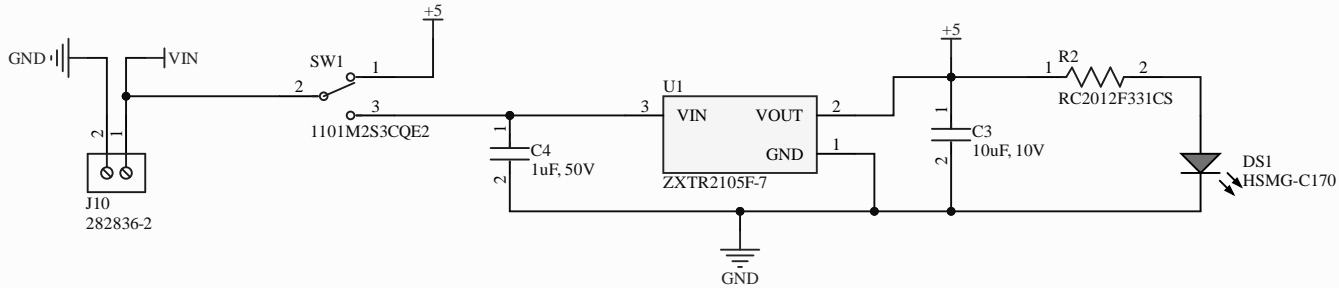 +5
GND
VIN
SW1
1
2
3
1101M2S3CQE2
2
1
J10
282836-2
1
C4
1uF, 50V
2
U1
3
VIN
VOUT
2
GND
1
ZXTR2105F-7
+5
1
C3
10uF, 10V
2
R2
1
2
RC2012F331CS
DS1
HSMG-C170
GND